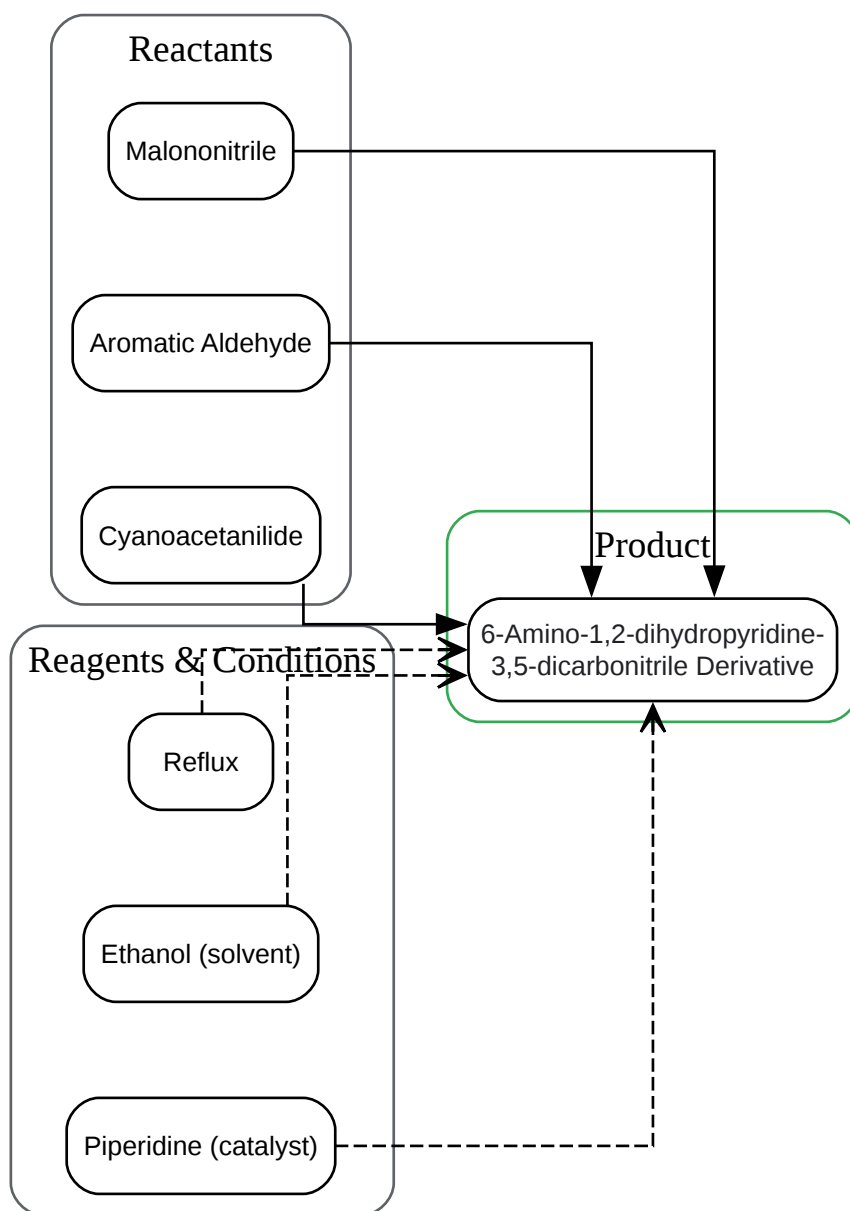 Reactants
Malononitrile
Aromatic Aldehyde
Cyanoacetanilide
Product
6-Amino-1,2-dihydropyridine-
3,5-dicarbonitrile Derivative
Reagents & Conditions
Reflux
Ethanol (solvent)
Piperidine (catalyst)